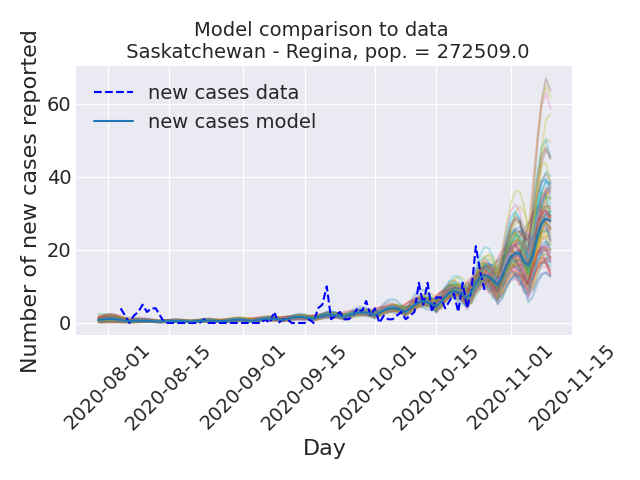 Model comparison to data
Saskatchewan - Regina, pop. = 272509.0
Number of new cases reported
60
40
20
0
new cases data
new cases model
2020-08-01
2020-08-15
2020-09-01
2020-09-15
2020-10-01
2020-10-15
2020-11-01
2020-11-15
Day